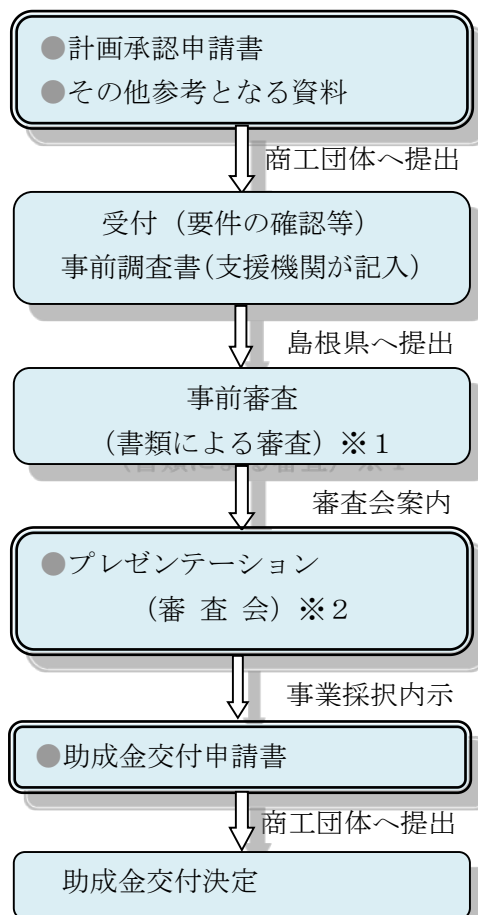 ●計画承認申請書
●その他参考となる資料
商工団体へ提出
受付（要件の確認等）
事前調査書(支援機関が記入)
島根県へ提出
事前審査
（書類による審査）※１
審査会案内
●プレゼンテーション
（審 査 会）※２
事業採択内示
●助成金交付申請書
商工団体へ提出
助成金交付決定